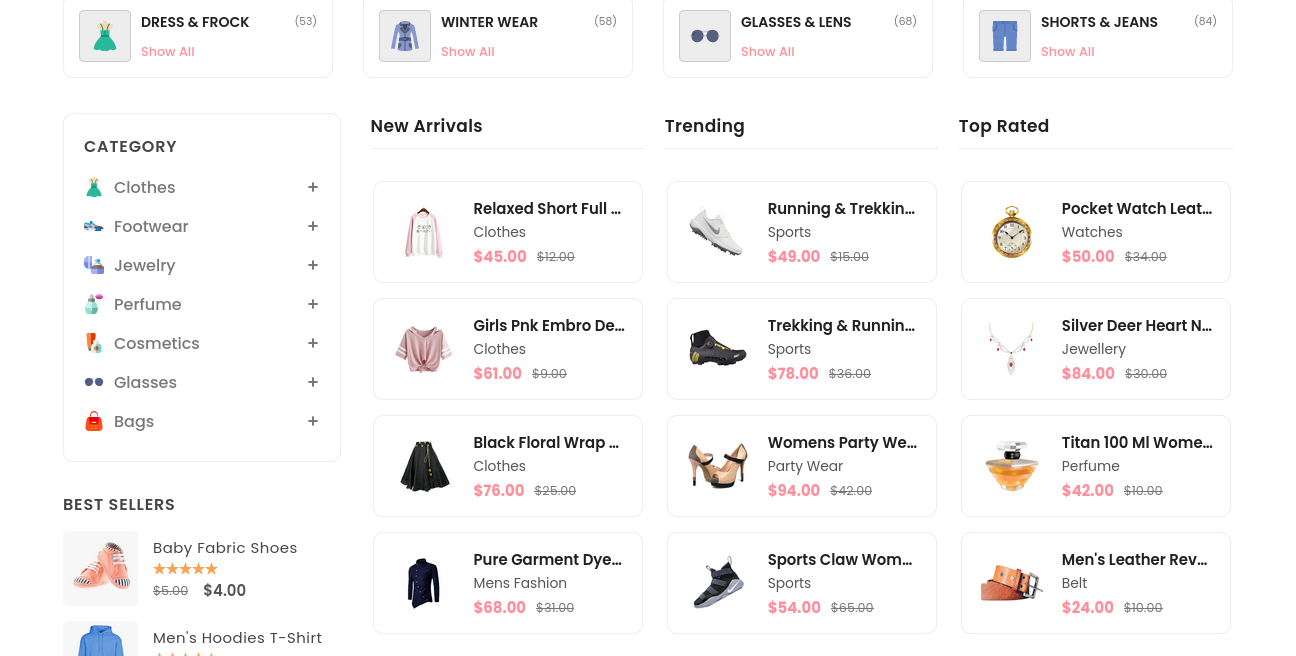 DRESS & FROCK (53)
Show All
WINTER WEAR (58)
Show All
GLASSES & LENS (68)
Show All
SHORTS & JEANS (84)
Show All
CATEGORY
Clothes +
Footwear +
Jewelry +
Perfume +
Cosmetics +
Glasses +
Bags +
BEST SELLERS
Baby Fabric Shoes
$5.00 $4.00
Men's Hoodies T-Shirt
New Arrivals
Relaxed Short Full ...
Clothes
$45.00 $12.00
Girls Pnk Embro De...
Clothes
$61.00 $9.00
Black Floral Wrap ...
Clothes
$76.00 $25.00
Pure Garment Dye...
Mens Fashion
$68.00 $31.00
Trending
Running & Trekkin...
Sports
$49.00 $15.00
Trekking & Runnin...
Sports
$78.00 $36.00
Womens Party We...
Party Wear
$94.00 $42.00
Sports Claw Wom...
Sports
$54.00 $65.00
Top Rated
Pocket Watch Leat...
Watches
$50.00 $34.00
Silver Deer Heart N...
Jewellery
$84.00 $30.00
Titan 100 Ml Wome...
Perfume
$42.00 $10.00
Men's Leather Rev...
Belt
$24.00 $10.00